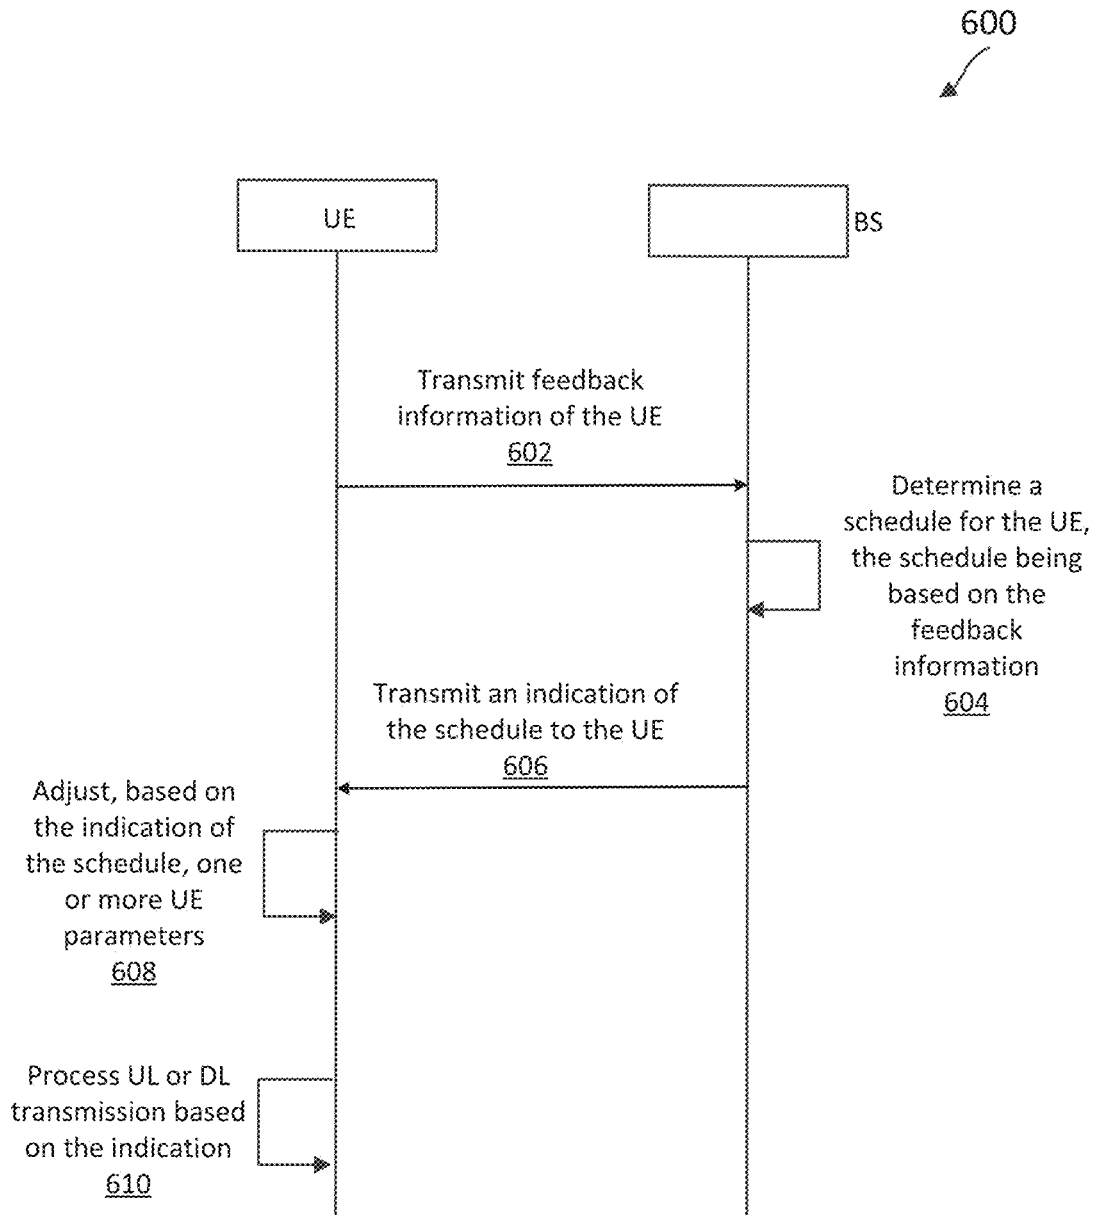 600
UE
BS
Transmit feedback
information of the UE
602
Determine a
schedule for the UE,
the schedule being
based on the
feedback
information
604
Transmit an indication of
the schedule to the UE
606
Adjust, based on
the indication of
the schedule, one
or more UE
parameters
608
Process UL or DL
transmission based
on the indication
610